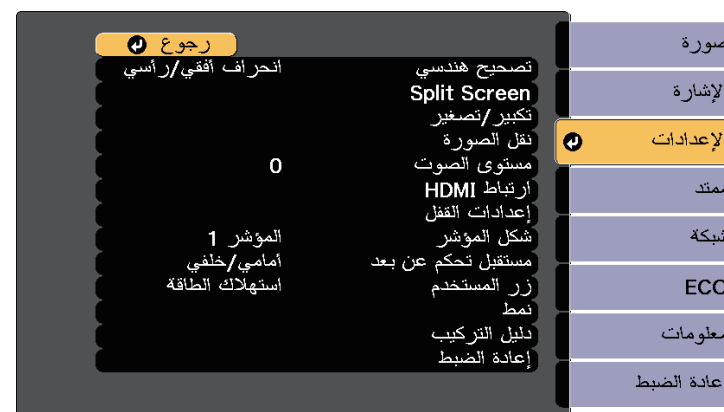 رجوع
تصحيح هندسي انحراف أفقي/رأسي
Split Screen
تكبير/تصغير
نقل الصورة
مستوى الصوت 0
ارتباط HDMI
إعدادات القفل
شكل المؤشر المؤشر 1
مستقبل تحكم عن بعد أمامي/خلفي
زر المستخدم استهلاك الطاقة
نمط
دليل التركيب
إعادة الضبط
صورة
الإشارة
الإعدادات
ممتد
شبكة
ECO
معلومات
إعادة الضبط